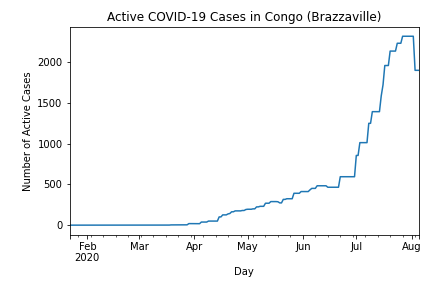 Active COVID-19 Cases in Congo (Brazzaville)
Number of Active Cases
2000
1500
1000
500
0
Feb Mar Apr May Jun Jul Aug
2020
Day